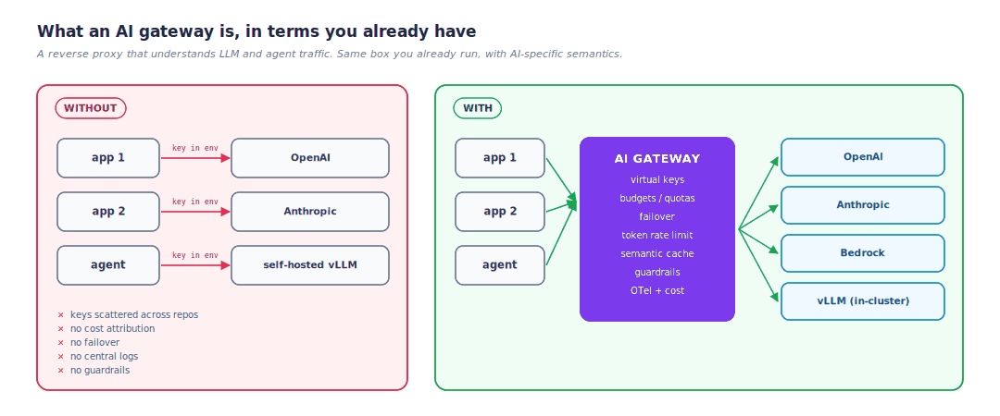 What an AI gateway is, in terms you already have
A reverse proxy that understands LLM and agent traffic. Same box you already run, with AI-specific semantics.
WITHOUT
app 1
key in env
OpenAI
app 2
key in env
Anthropic
agent
key in env
self-hosted vLLM
× keys scattered across repos
× no cost attribution
× no failover
× no central logs
× no guardrails
WITH
app 1
app 2
agent
AI GATEWAY
virtual keys
budgets / quotas
failover
token rate limit
semantic cache
guardrails
OTel + cost
OpenAI
Anthropic
Bedrock
vLLM (in-cluster)